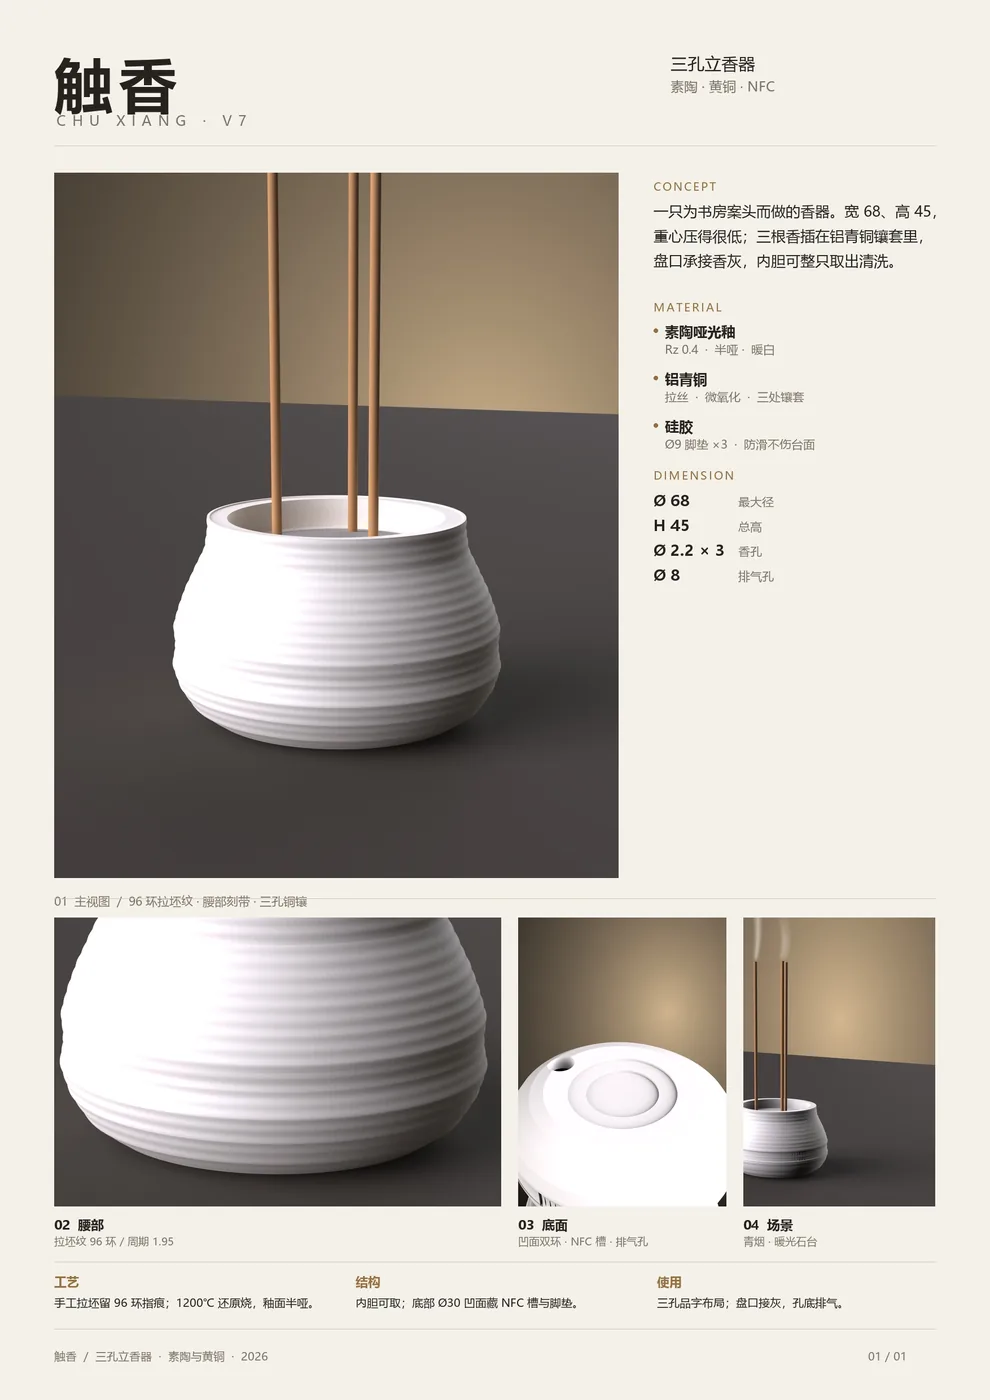 触香
CHU XIANG · V7
三孔立香器
素陶 · 黄铜 · NFC
CONCEPT
一只为书房案头而做的香器。宽 68、高 45，
重心压得很低；三根香插在铝青铜镶套里，
盘口承接香灰，内胆可整只取出清洗。
MATERIAL
• 素陶哑光釉
Rz 0.4 · 半哑 · 暖白
• 铝青铜
拉丝 · 微氧化 · 三处镶套
• 硅胶
Ø9 脚垫 ×3 · 防滑不伤台面
DIMENSION
Ø 68 最大径
H 45 总高
Ø 2.2 × 3 香孔
Ø 8 排气孔
01 主视图 / 96 环拉坯纹 · 腰部刻带 · 三孔铜镶
02 腰部
拉坯纹 96 环 / 周期 1.95
03 底面
凹面双环 · NFC 槽 · 排气孔
04 场景
青烟 · 暖光石台
工艺
手工拉坯留 96 环指痕；1200℃ 还原烧，釉面半哑。
结构
内胆可取；底部 Ø30 凹面藏 NFC 槽与脚垫。
使用
三孔品字布局；盘口接灰，孔底排气。
触香 / 三孔立香器 · 素陶与黄铜 · 2026
01 / 01